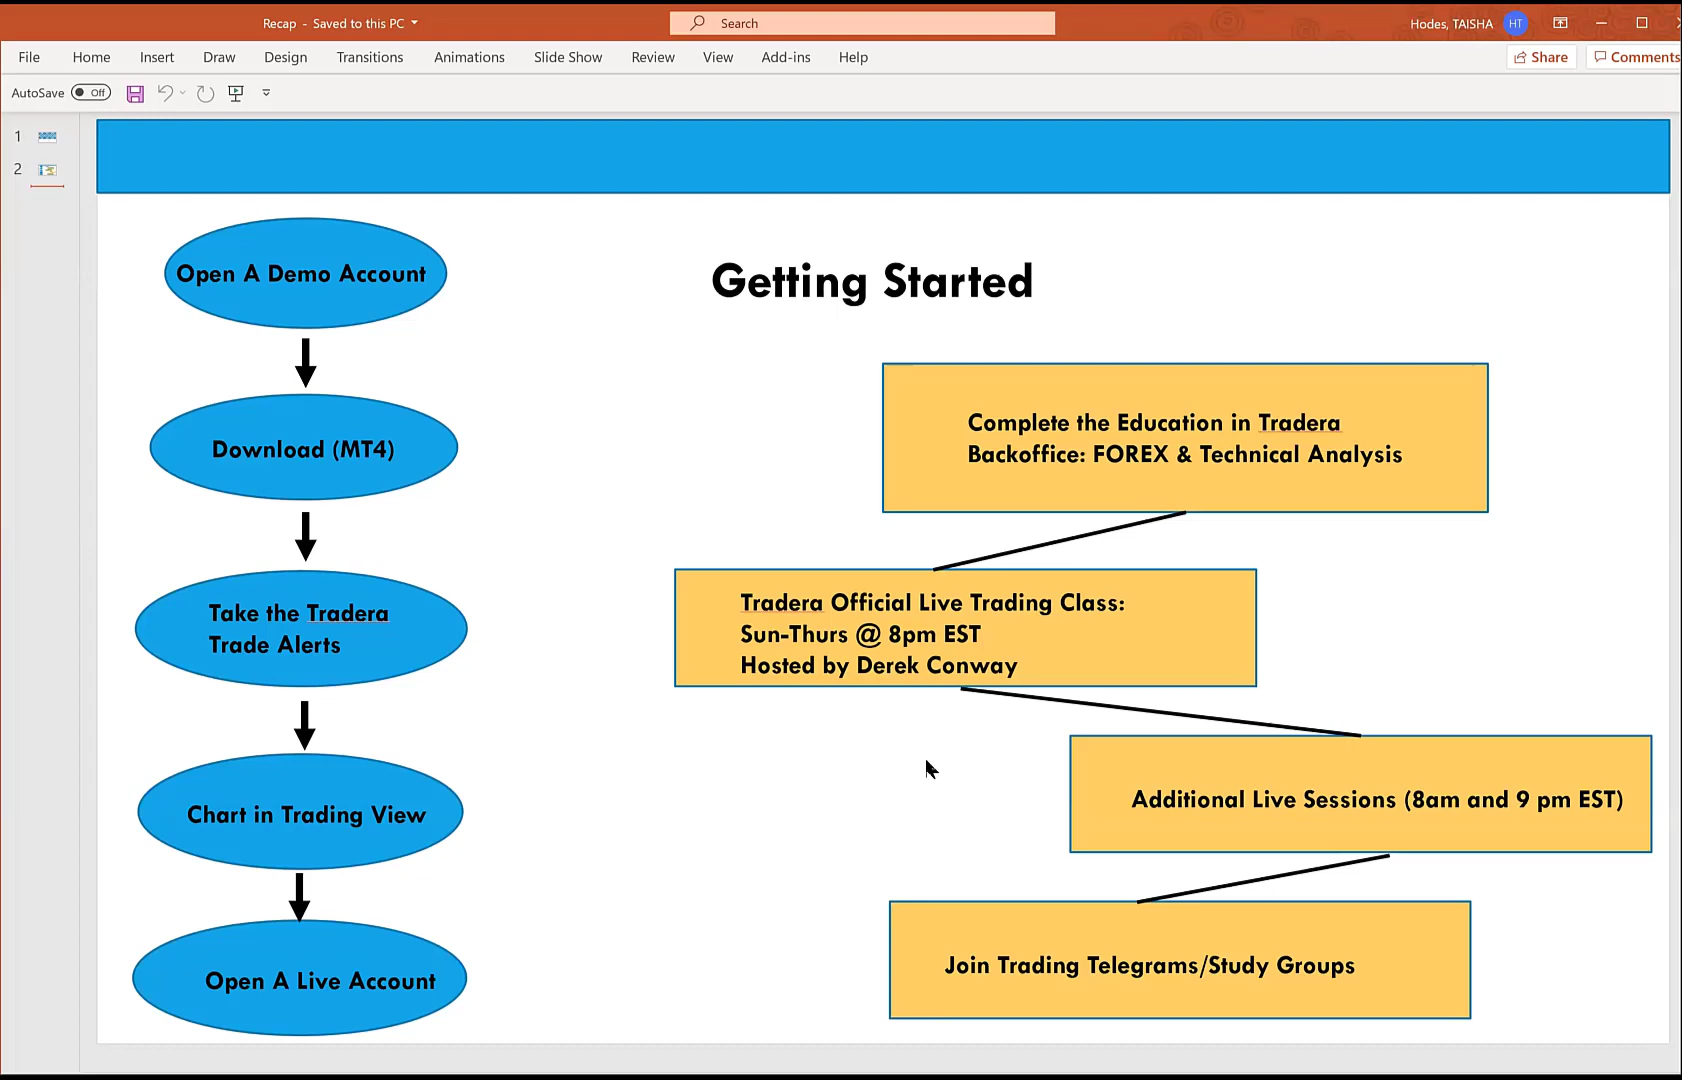 Recap - Saved to this PC
Search
Hodes, TAISHA
HT
File Home Insert Draw Design Transitions Animations Slide Show Review View Add-ins Help
Share
Comments
AutoSave Off
1
2
Getting Started
Open A Demo Account
Download (MT4)
Take the Tradera
Trade Alerts
Chart in Trading View
Open A Live Account
Complete the Education in Tradera
Backoffice: FOREX & Technical Analysis
Tradera Official Live Trading Class:
Sun-Thurs @ 8pm EST
Hosted by Derek Conway
Additional Live Sessions (8am and 9 pm EST)
Join Trading Telegrams/Study Groups